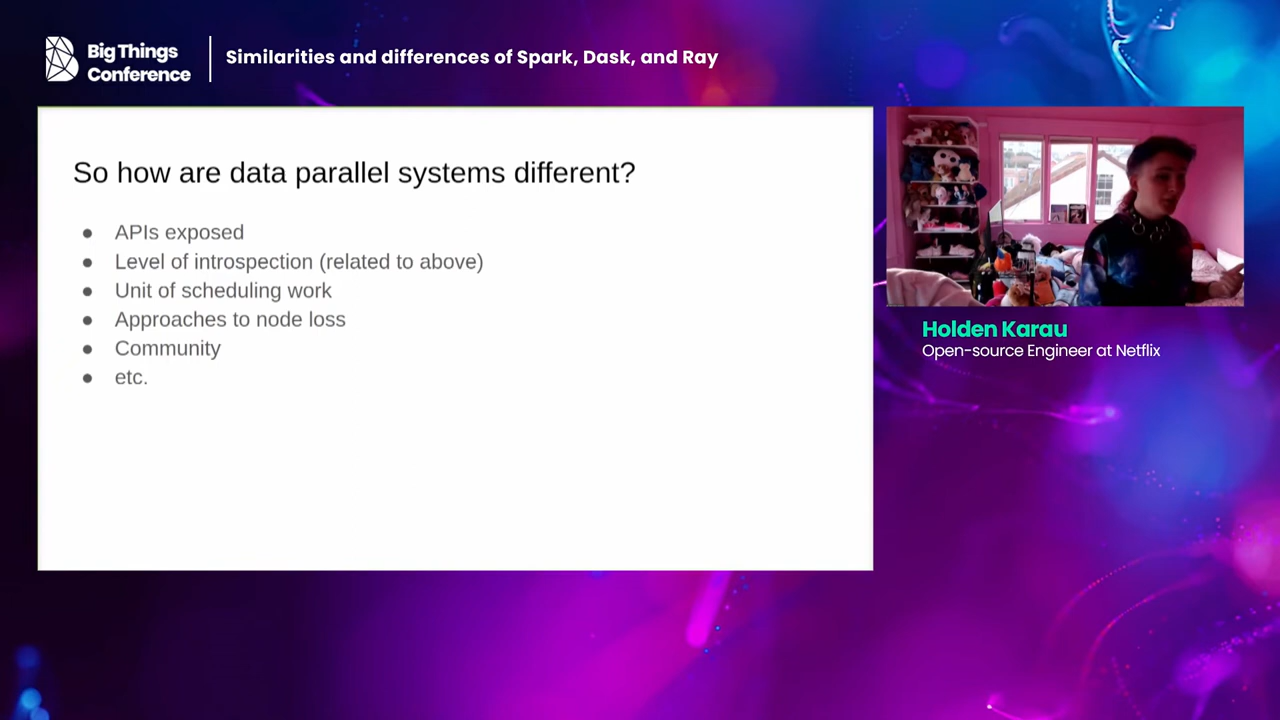 Big Things
Conference
Similarities and differences of Spark, Dask, and Ray
So how are data parallel systems different?
● APIs exposed
● Level of introspection (related to above)
● Unit of scheduling work
● Approaches to node loss
● Community
● etc.
Holden Karau
Open-source Engineer at Netflix